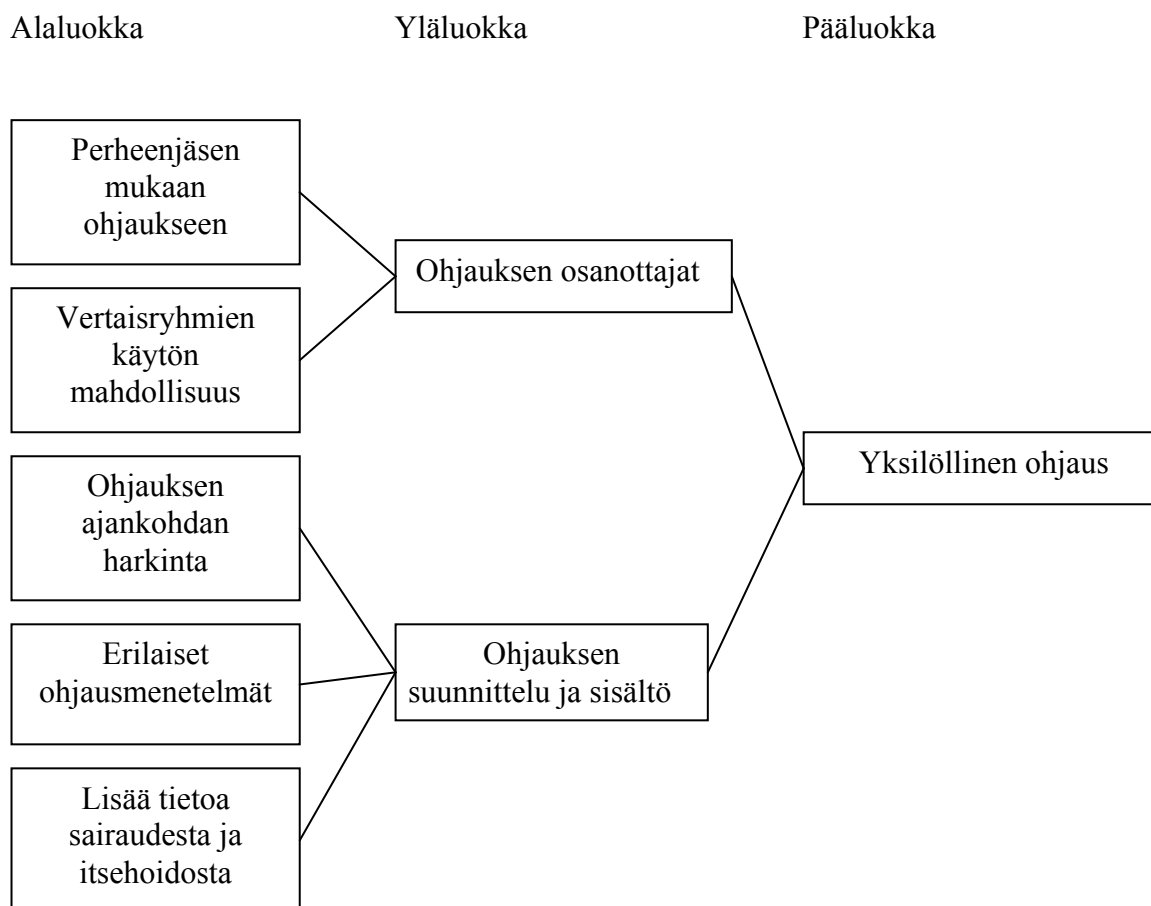 Alaluokka
Yläluokka
Pääluokka
Perheenjäsen
mukaan
ohjaukseen
Vertaisryhmien
käytön
mahdollisuus
Ohjauksen osanottajat
Ohjauksen
ajankohdan
harkinta
Erilaiset
ohjausmenetelmät
Lisää tietoa
sairaudesta ja
itsehoidosta
Ohjauksen
suunnittelu ja sisältö
Yksilöllinen ohjaus